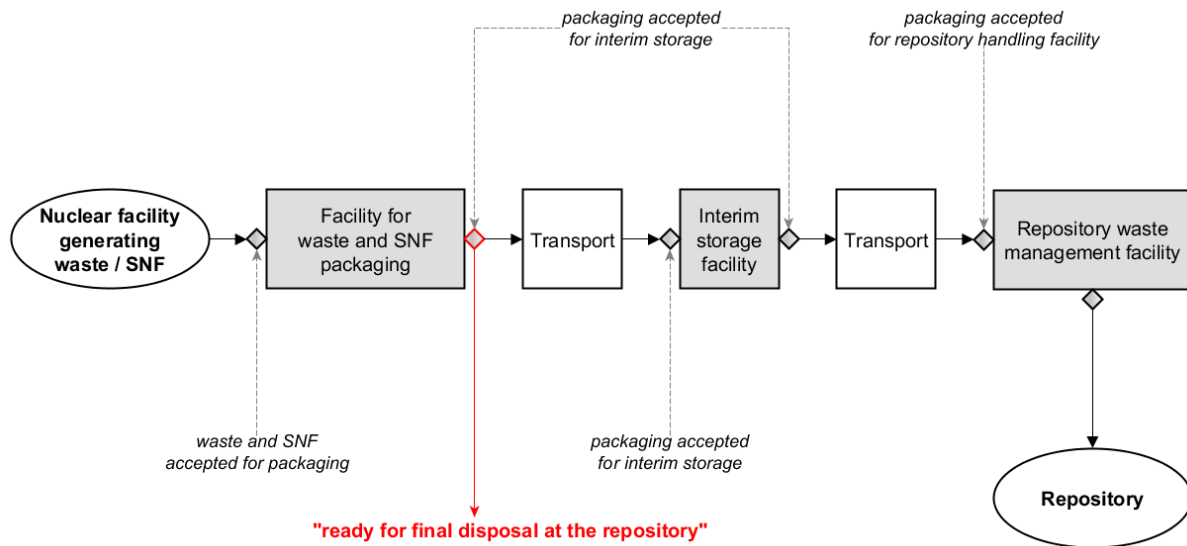 packaging accepted
for interim storage
packaging accepted
for repository handling facility
Nuclear facility
generating
waste / SNF
Facility for
waste and SNF
packaging
Transport
Interim
storage
facility
Transport
Repository waste
management facility
waste and SNF
accepted for packaging
packaging accepted
for interim storage
Repository
"ready for final disposal at the repository"